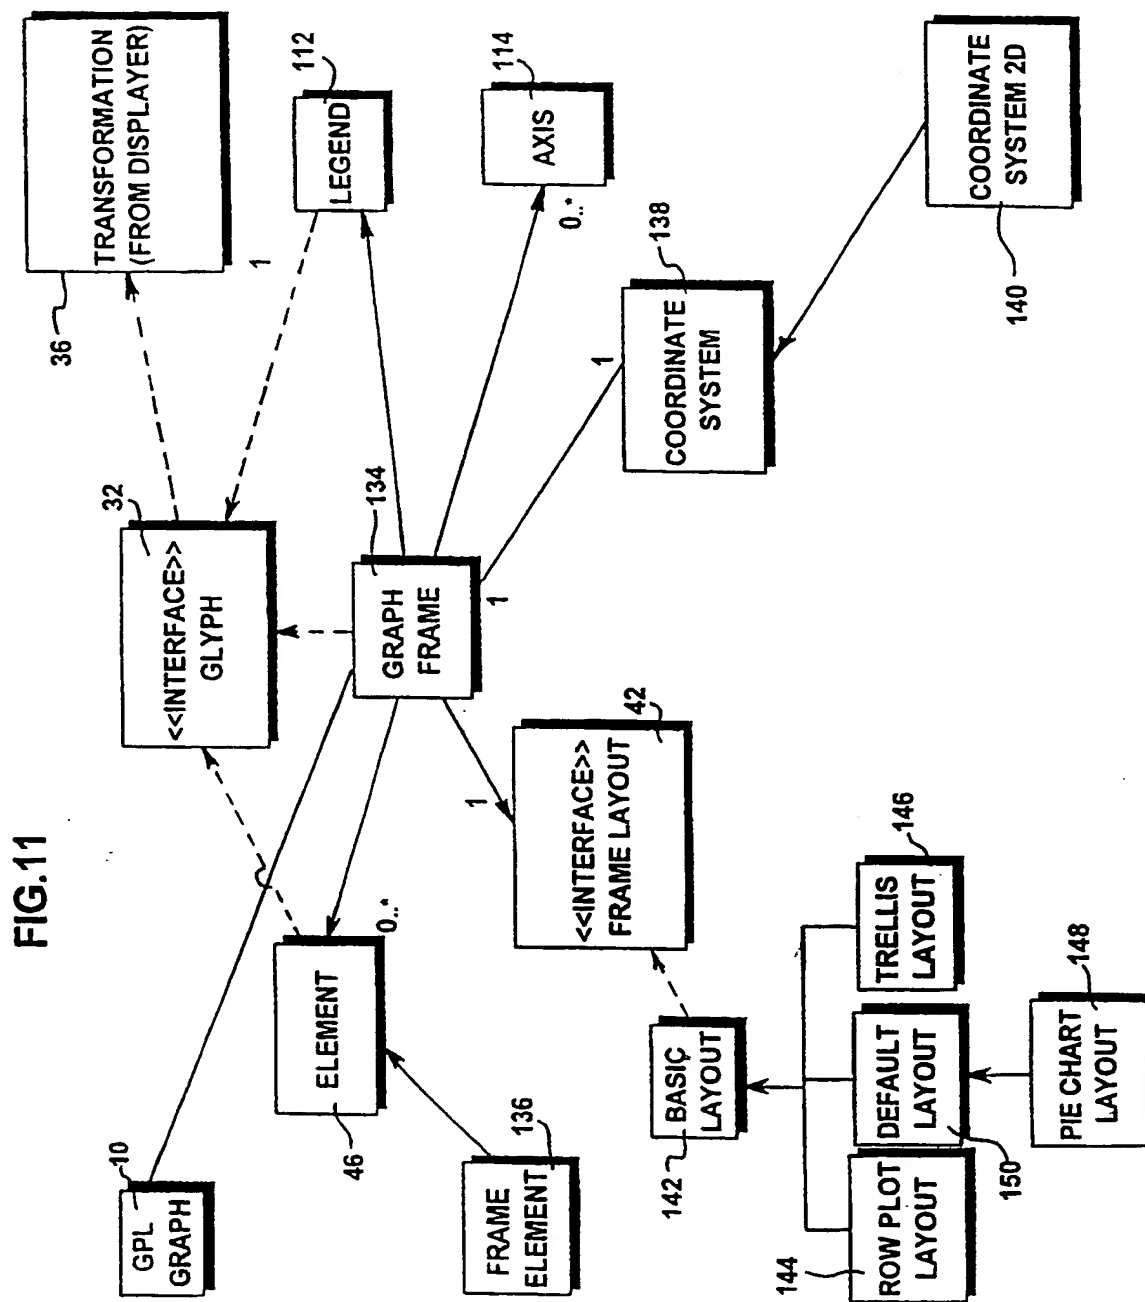 FIG.11
10
GPL
GRAPH
ELEMENT
46
0..*
FRAME
ELEMENT
136
<<INTERFACE>>
GLYPH
32
TRANSFORMATION
(FROM DISPLAYER)
36
1
LEGEND
112
AXIS
114
0..*
GRAPH
FRAME
134
1
1
COORDINATE
SYSTEM
138
COORDINATE
SYSTEM 2D
140
1
<<INTERFACE>>
FRAME LAYOUT
42
BASIC
LAYOUT
142
ROW PLOT
LAYOUT
144
DEFAULT
LAYOUT
150
TRELLIS
LAYOUT
146
PIE CHART
LAYOUT
148